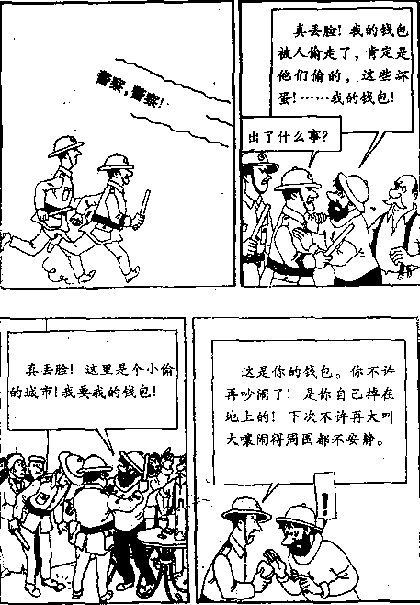 警察,警察!
真丢脸!我的钱包
被人偷走了,肯定是
他们偷的,这些坏
蛋!……我的钱包!
出了什么事?
真丢脸!这里是个小偷
的城市!我要我的钱包!
这是你的钱包。你不许
再吵闹了!是你自己掉在
地上的!下次不许再大叫
大嚷闹得周围都不安静。
!